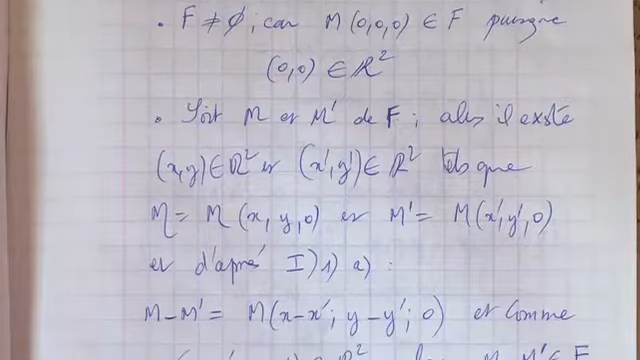 • F ≠ ∅, car M(0,0,0) ∈ F puisque
(0,0) ∈ ℝ²
• Soit M et M' de F ; alors il existe
(x,y) ∈ ℝ² et (x',y') ∈ ℝ² tels que
M = M(x, y, 0) et M' = M(x', y', 0)
et d'après I) 1) a) :
M - M' = M(x-x' ; y-y' ; 0) et comme